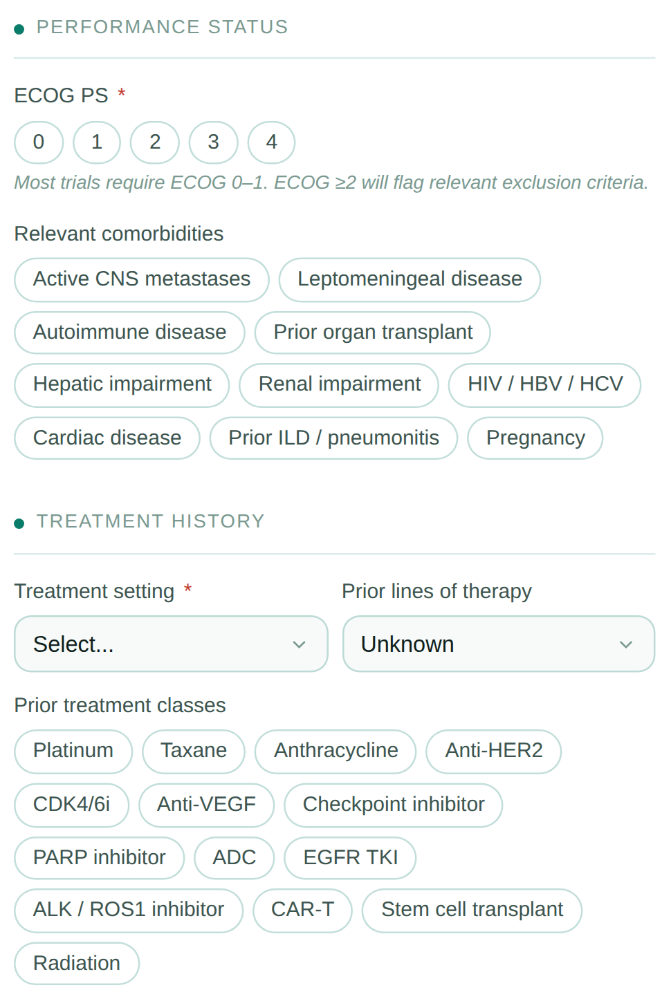 PERFORMANCE STATUS
ECOG PS *
0 1 2 3 4
Most trials require ECOG 0–1. ECOG ≥2 will flag relevant exclusion criteria.
Relevant comorbidities
Active CNS metastases Leptomeningeal disease
Autoimmune disease Prior organ transplant
Hepatic impairment Renal impairment HIV / HBV / HCV
Cardiac disease Prior ILD / pneumonitis Pregnancy
TREATMENT HISTORY
Treatment setting * Prior lines of therapy
Select... Unknown
Prior treatment classes
Platinum Taxane Anthracycline Anti-HER2
CDK4/6i Anti-VEGF Checkpoint inhibitor
PARP inhibitor ADC EGFR TKI
ALK / ROS1 inhibitor CAR-T Stem cell transplant
Radiation